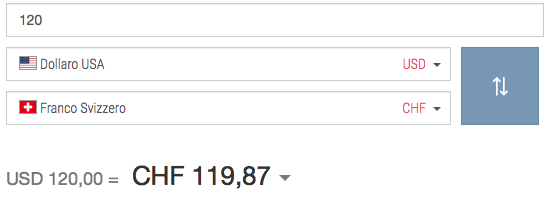 120
Dollaro USA USD
Franco Svizzero CHF
USD 120,00 = CHF 119,87